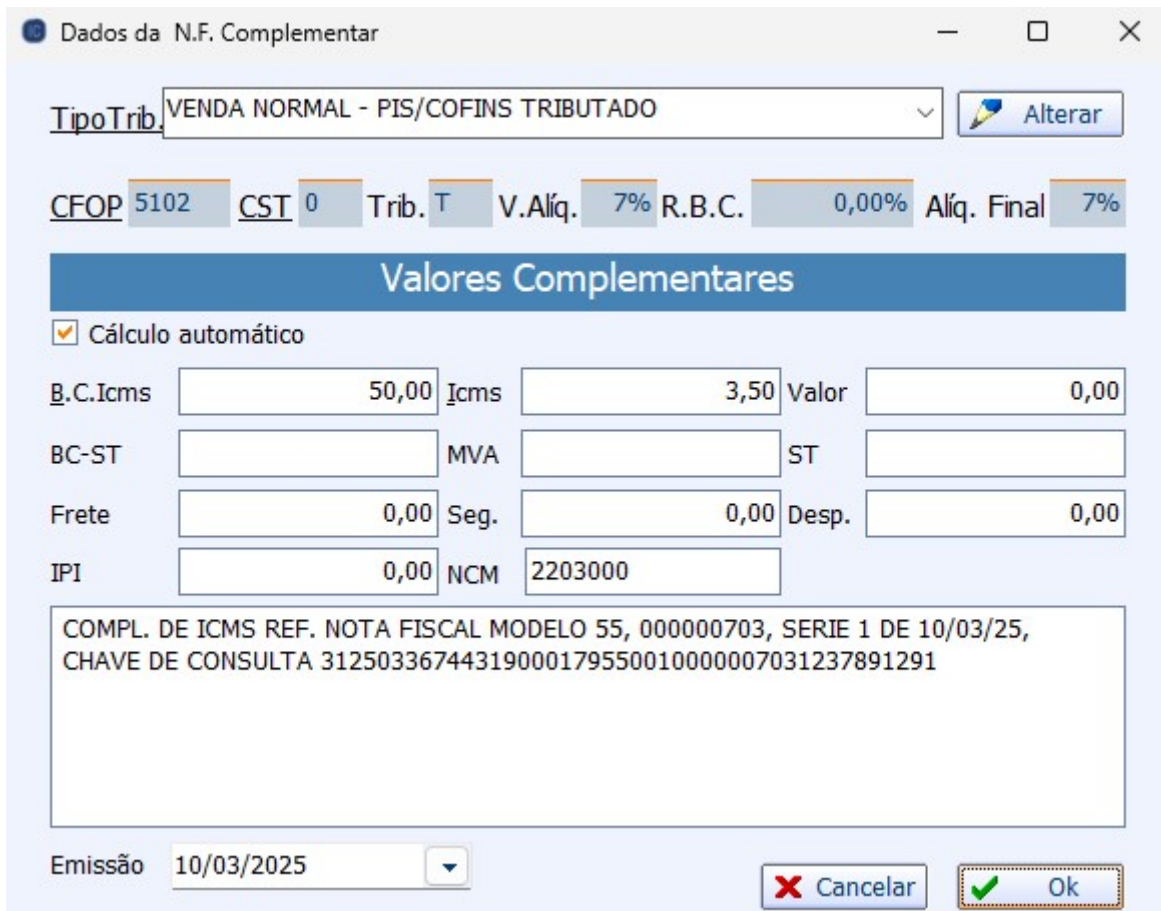 Dados da N.F. Complementar
TipoTrib. VENDA NORMAL - PIS/COFINS TRIBUTADO Alterar
CFOP 5102 CST 0 Trib. T V.Alíq. 7% R.B.C. 0,00% Alíq. Final 7%
Valores Complementares
Cálculo automático
B.C.Icms 50,00 Icms 3,50 Valor 0,00
BC-ST MVA ST
Frete 0,00 Seg. 0,00 Desp. 0,00
IPI 0,00 NCM 2203000
COMPL. DE ICMS REF. NOTA FISCAL MODELO 55, 000000703, SERIE 1 DE 10/03/25,
CHAVE DE CONSULTA 31250336744319000179550010000007031237891291
Emissão 10/03/2025 Cancelar Ok